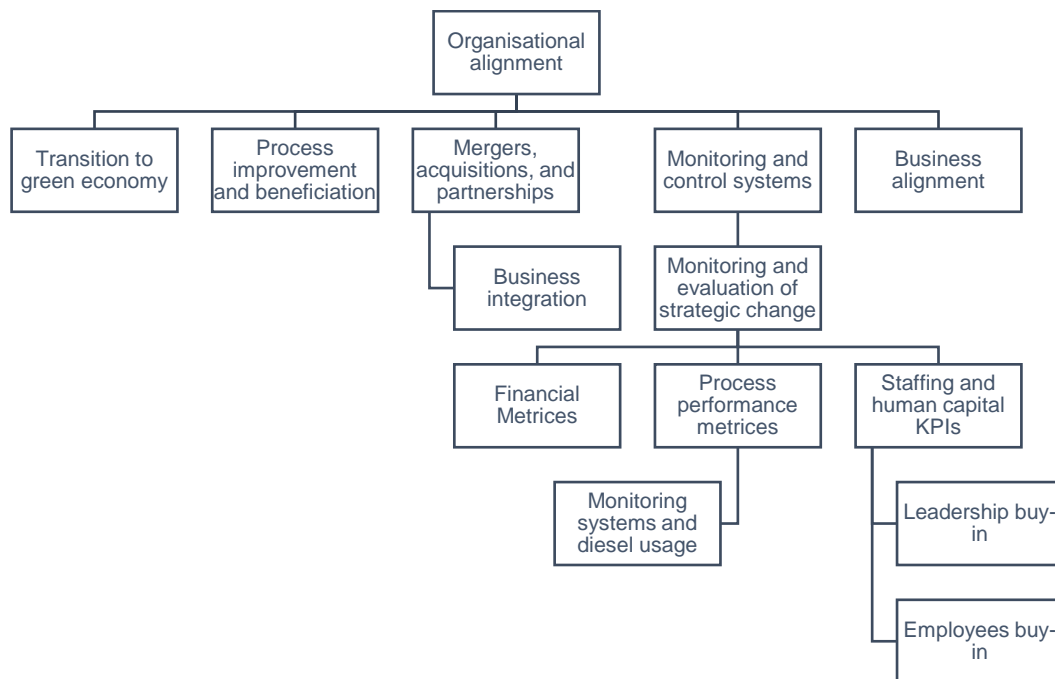 Organisational
alignment
Transition to
green economy
Process
improvement
and beneficiation
Mergers,
acquisitions, and
partnerships
Monitoring and
control systems
Business
alignment
Business
integration
Monitoring and
evaluation of
strategic change
Financial
Metrices
Process
performance
metrices
Staffing and
human capital
KPIs
Monitoring
systems and
diesel usage
Leadership buy-
in
Employees buy-
in